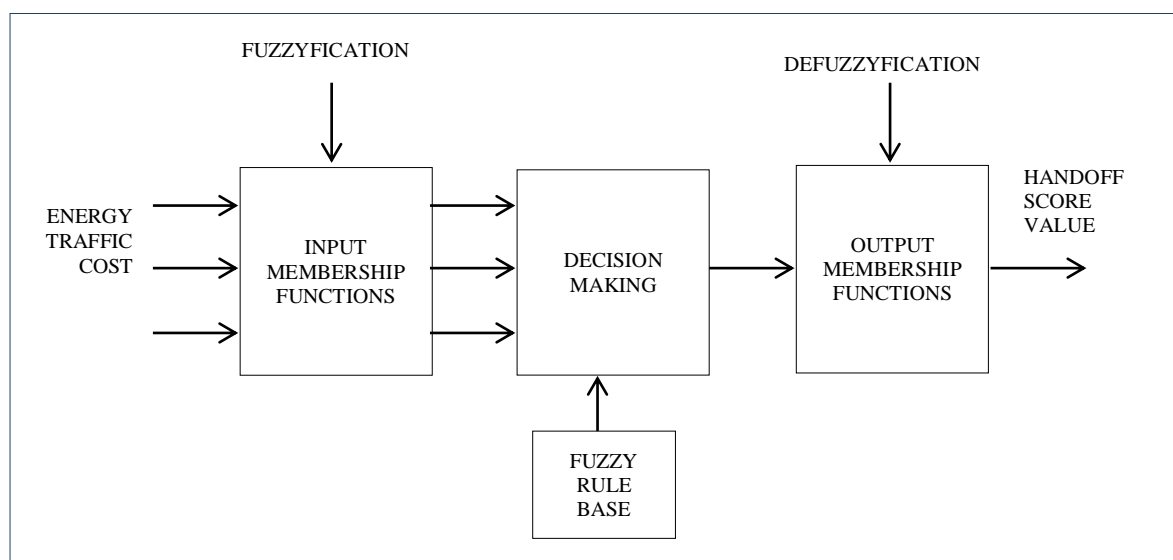 FUZZYFICATION
DEFUZZYFICATION
ENERGY
TRAFFIC
COST
INPUT
MEMBERSHIP
FUNCTIONS
DECISION
MAKING
OUTPUT
MEMBERSHIP
FUNCTIONS
HANDOFF
SCORE
VALUE
FUZZY
RULE
BASE